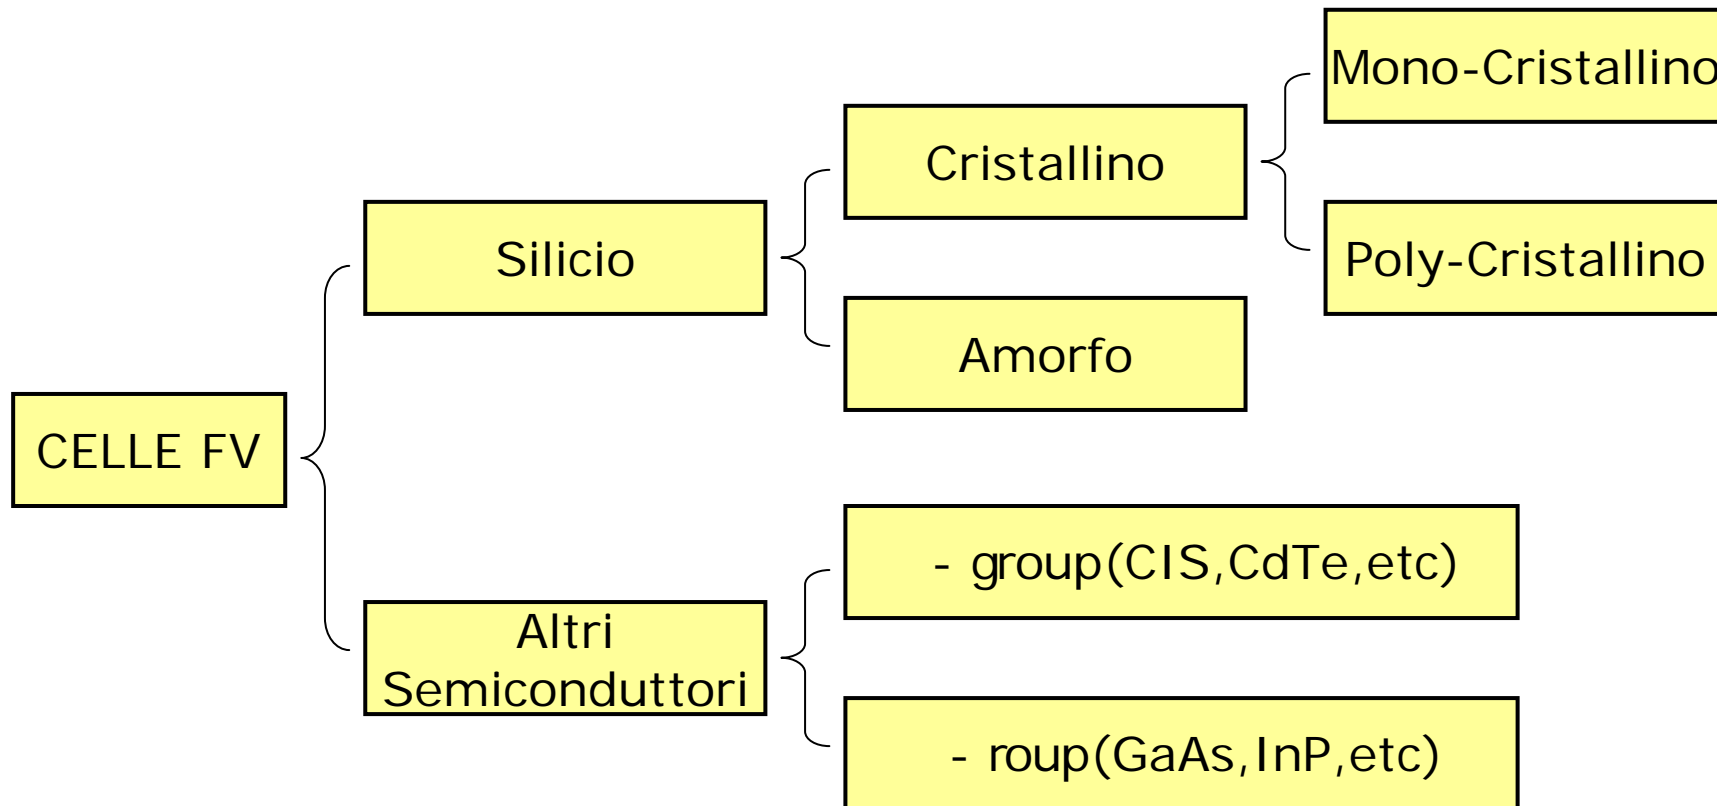 Mono-Cristallino
Cristallino
Silicio
Poly-Cristallino
Amorfo
CELLE FV
- group(CIS,CdTe,etc)
Altri
Semiconduttori
- roup(GaAs,InP,etc)